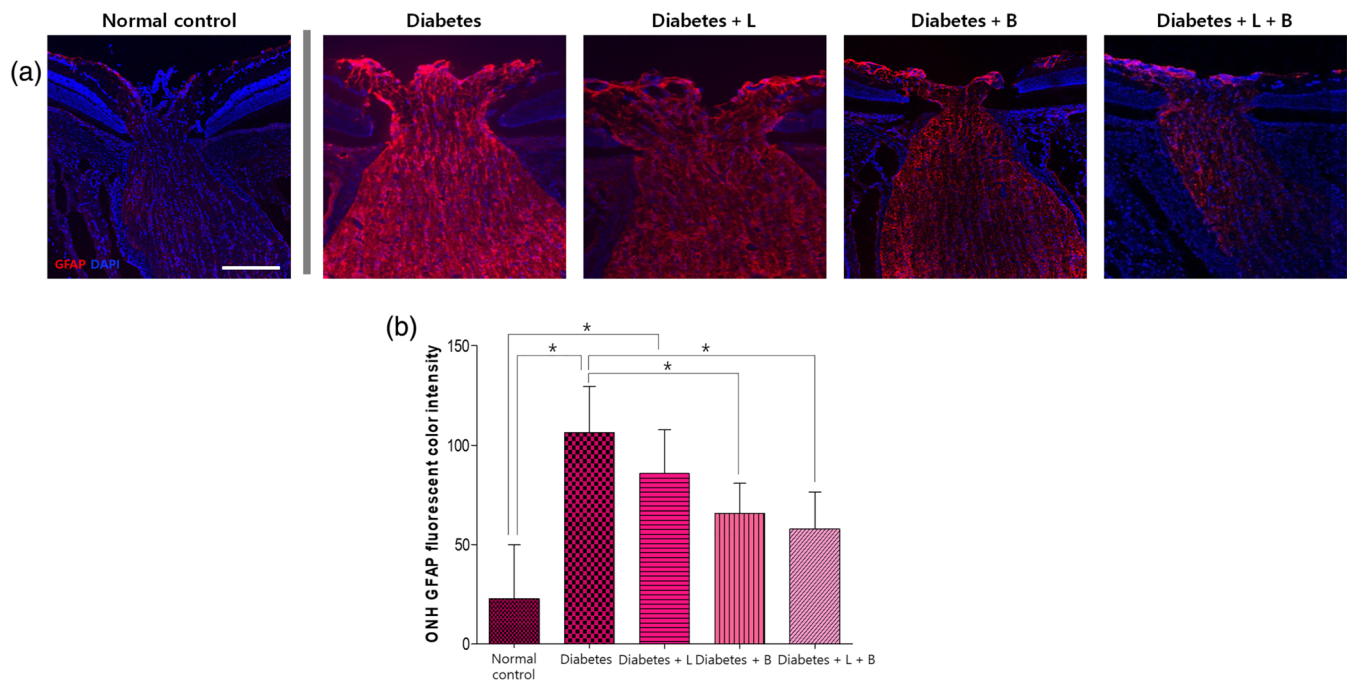 Normal control
Diabetes
Diabetes + L
Diabetes + B
Diabetes + L + B
(a)
GFAP DAPI
(b)
ONH GFAP fluorescent color intensity
150
100
50
0
*
*
*
*
Normal
control
Diabetes
Diabetes + L
Diabetes + B
Diabetes + L + B